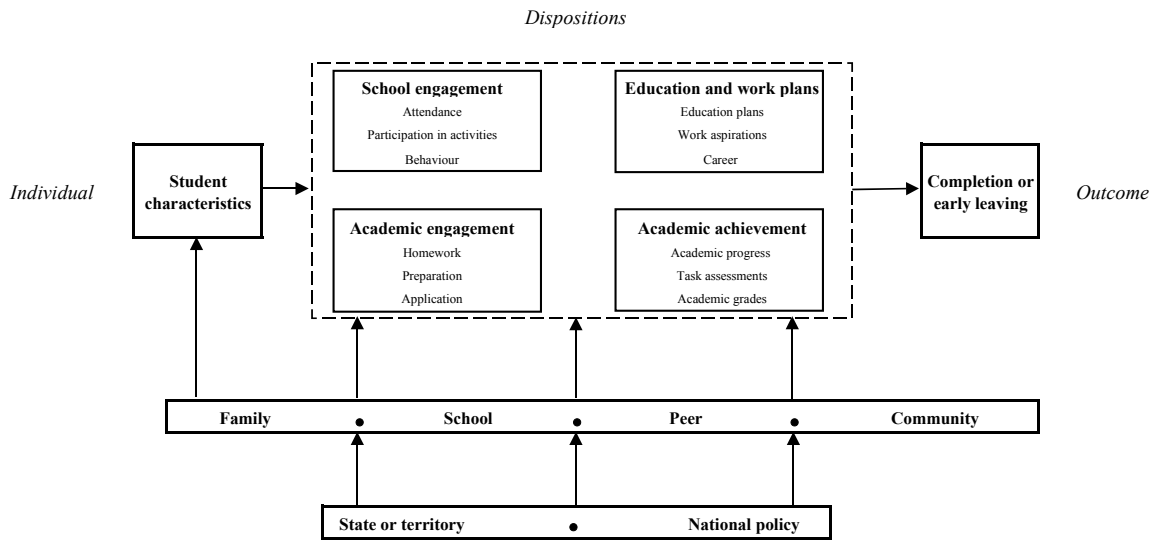 Dispositions
School engagement
Attendance
Participation in activities
Behaviour
Education and work plans
Education plans
Work aspirations
Career
Individual
Student
characteristics
Completion or
early leaving
Outcome
Academic engagement
Homework
Preparation
Application
Academic achievement
Academic progress
Task assessments
Academic grades
Family • School • Peer • Community
State or territory • National policy